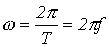 ω = 2π/T = 2πf